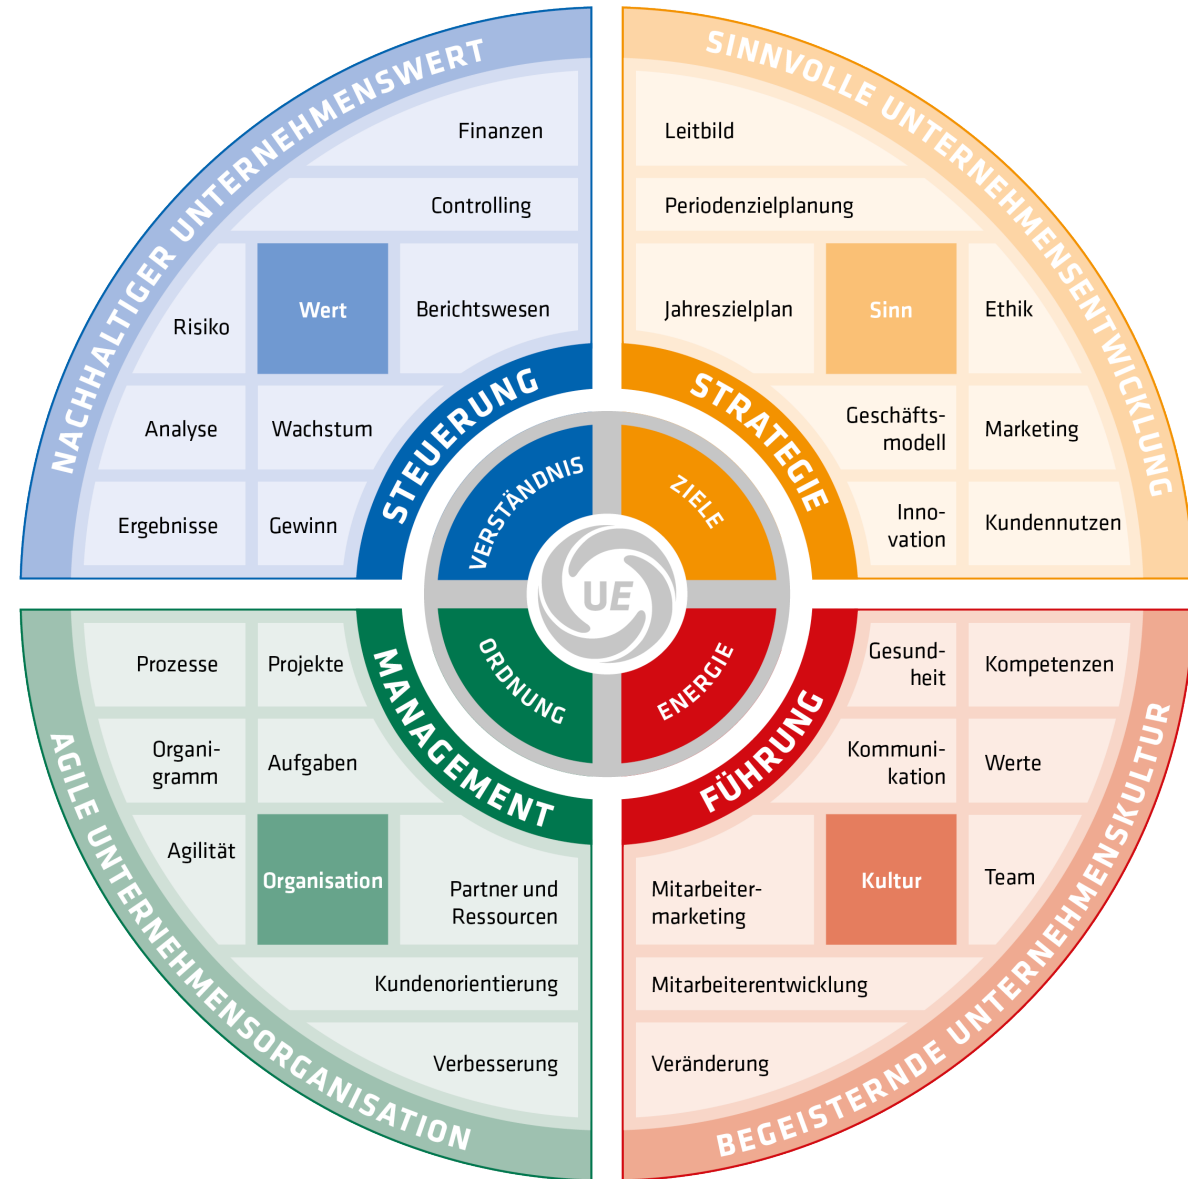 NACHHALTIGER UNTERNEHMENSWERT
Finanzen
Controlling
Risiko
Wert
Berichtswesen
Analyse
Wachstum
Ergebnisse
Gewinn
STEUERUNG
VERSTÄNDNIS
SINNVOLLE UNTERNEHMENSENTWICKLUNG
Leitbild
Periodenzielplanung
Jahreszielplan
Sinn
Ethik
Geschäfts-
modell
Marketing
Inno-
vation
Kundennutzen
STRATEGIE
ZIELE
UE
AGILE UNTERNEHMENSORGANISATION
Prozesse
Projekte
Organi-
gramm
Aufgaben
Agilität
Organisation
Partner und
Ressourcen
Kundenorientierung
Verbesserung
MANAGEMENT
ORDNUNG
BEGEISTERNDE UNTERNEHMENSKULTUR
Gesund-
heit
Kompetenzen
Kommuni-
kation
Werte
Mitarbeiter-
marketing
Kultur
Team
Mitarbeiterentwicklung
Veränderung
FÜHRUNG
ENERGIE